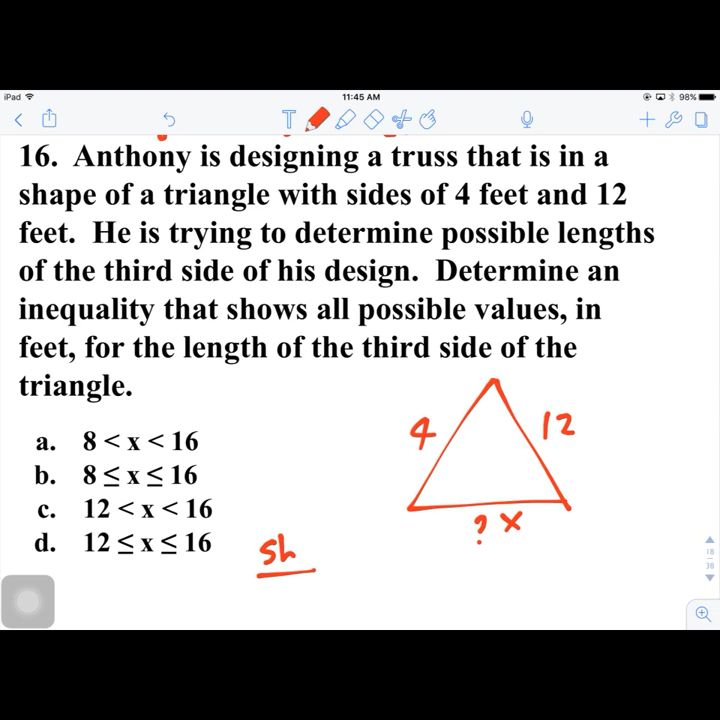 iPad
11:45 AM
98%
T
16. Anthony is designing a truss that is in a
shape of a triangle with sides of 4 feet and 12
feet. He is trying to determine possible lengths
of the third side of his design. Determine an
inequality that shows all possible values, in
feet, for the length of the third side of the
triangle.
a. 8 < x < 16
b. 8 ≤ x ≤ 16
c. 12 < x < 16
d. 12 ≤ x ≤ 16
4
12
? x
sh
18
38